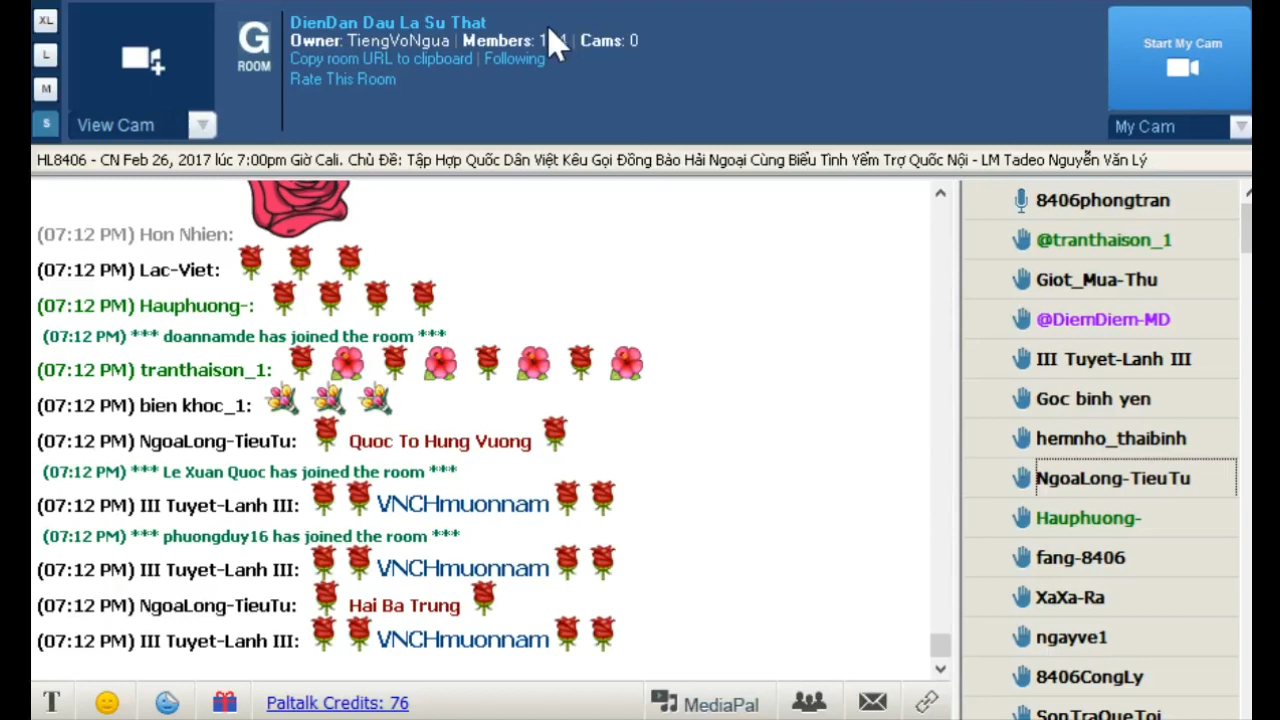 XL
L
M
S
View Cam
G
ROOM
DienDan Dau La Su That
Owner: TiengVoNgua | Members: | Cams: 0
Copy room URL to clipboard | Following
Rate This Room
Start My Cam
My Cam
HL8406 - CN Feb 26, 2017 lúc 7:00pm Giờ Cali. Chủ Đề: Tập Hợp Quốc Dân Việt Kêu Gọi Đồng Bào Hải Ngoại Cùng Biểu Tình Yểm Trợ Quốc Nội - LM Tadeo Nguyễn Văn Lý
(07:12 PM) Hon Nhien:
(07:12 PM) Lac-Viet:
(07:12 PM) Hauphuong-:
(07:12 PM) *** doannamde has joined the room ***
(07:12 PM) tranthaison_1:
(07:12 PM) bien khoc_1:
(07:12 PM) NgoaLong-TieuTu: Quoc To Hung Vuong
(07:12 PM) *** Le Xuan Quoc has joined the room ***
(07:12 PM) III Tuyet-Lanh III: VNCHmuonnam
(07:12 PM) *** phuongduy16 has joined the room ***
(07:12 PM) III Tuyet-Lanh III: VNCHmuonnam
(07:12 PM) NgoaLong-TieuTu: Hai Ba Trung
(07:12 PM) III Tuyet-Lanh III: VNCHmuonnam
8406phongtran
@tranthaison_1
Giot_Mua-Thu
@DiemDiem-MD
III Tuyet-Lanh III
Goc binh yen
hemnho_thaibinh
NgoaLong-TieuTu
Hauphuong-
fang-8406
XaXa-Ra
ngayve1
8406CongLy
SonTraQueToi
T
Paltalk Credits: 76
MediaPal